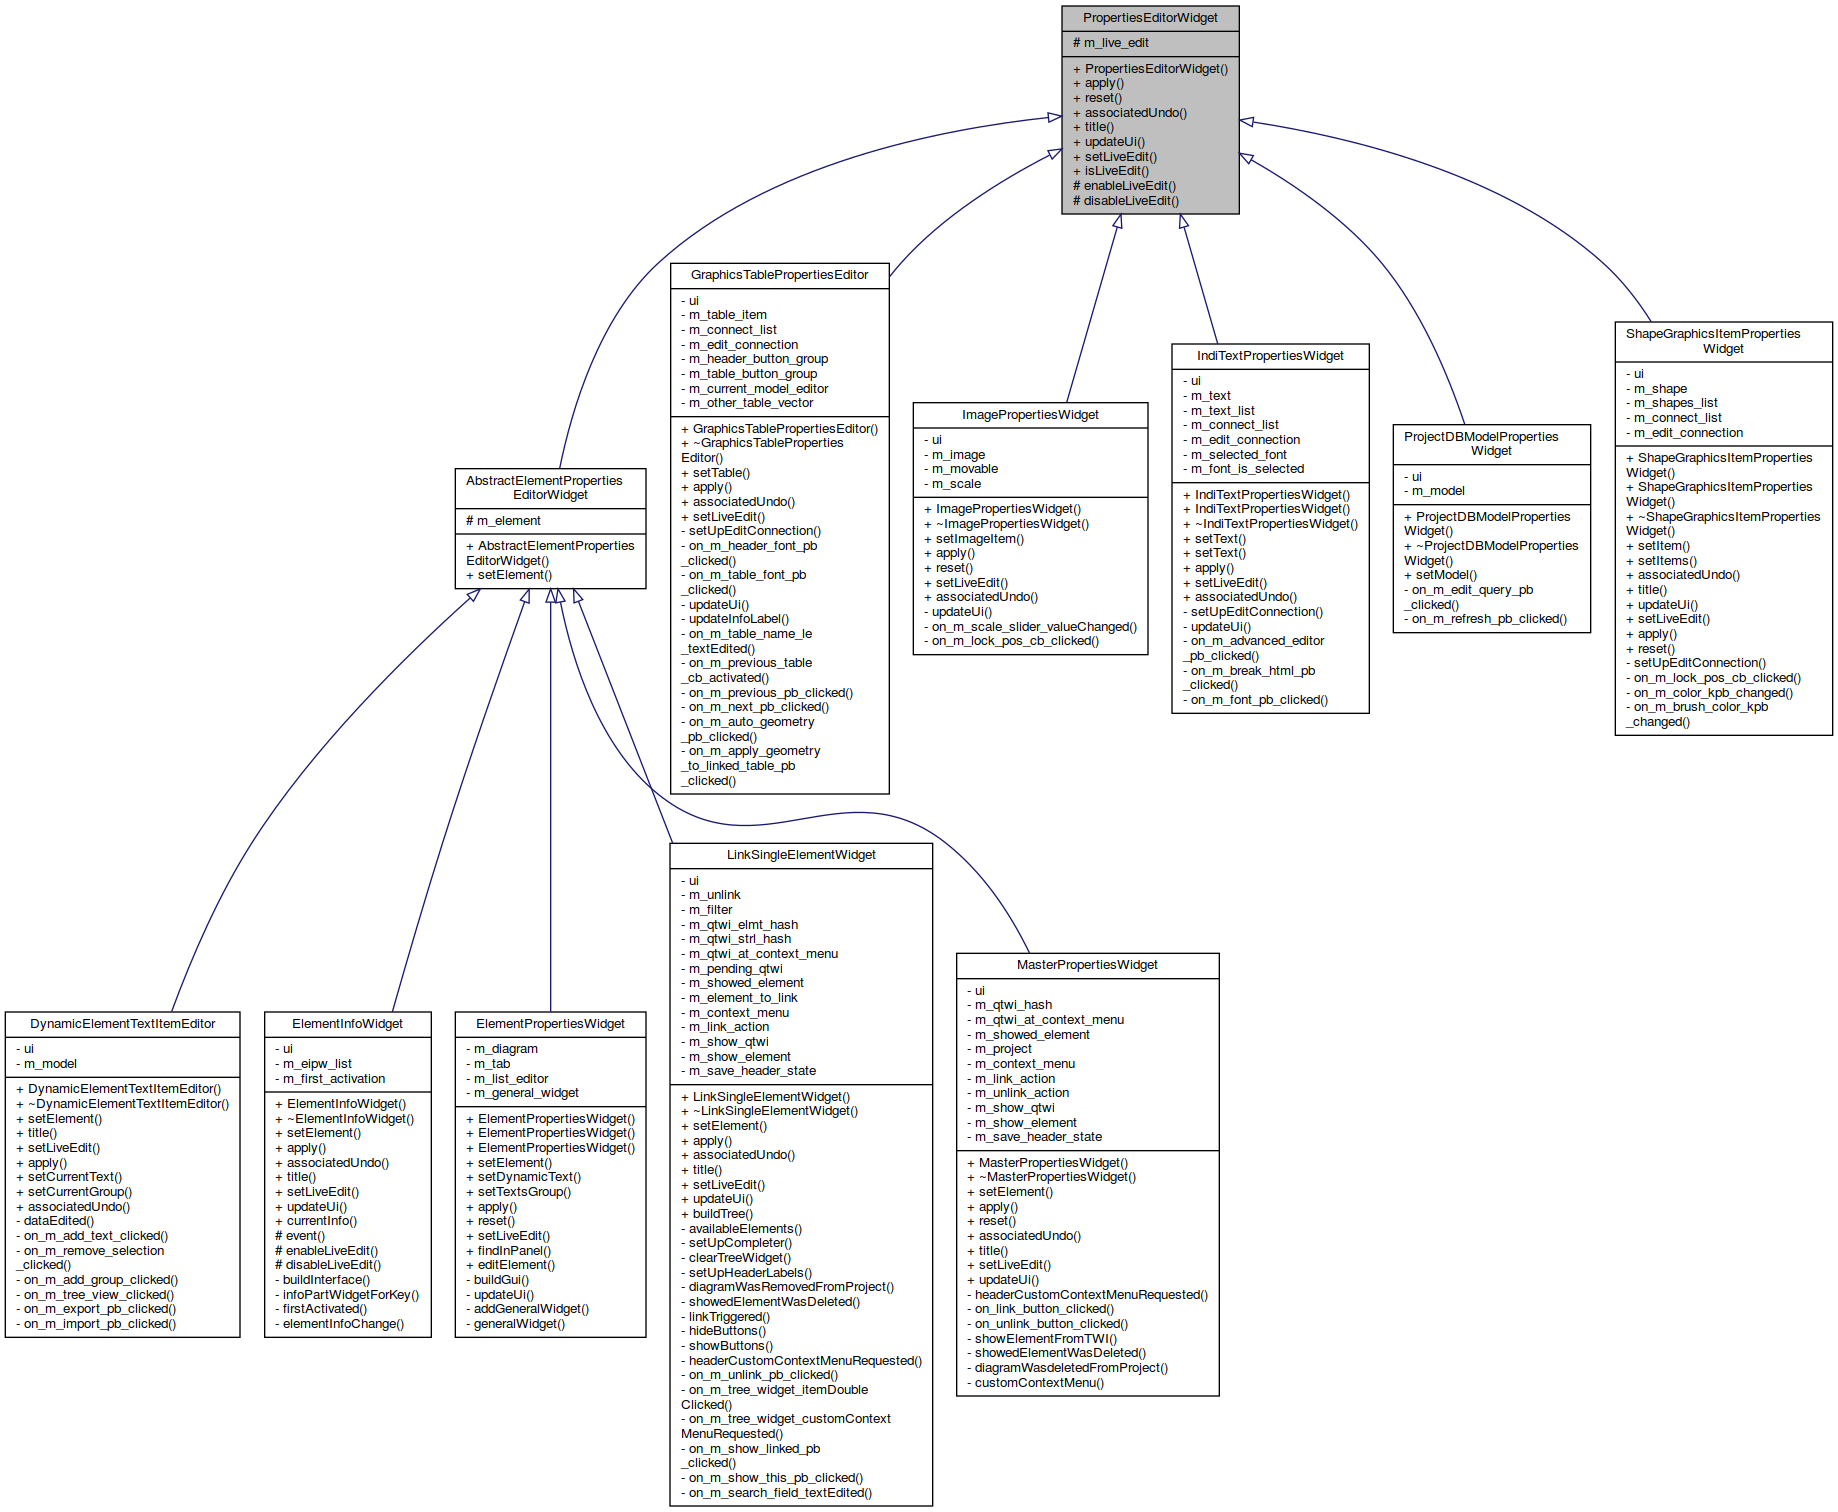 PropertiesEditorWidget
# m_live_edit
+ PropertiesEditorWidget()
+ apply()
+ reset()
+ associatedUndo()
+ title()
+ updateUi()
+ setLiveEdit()
+ isLiveEdit()
# enableLiveEdit()
# disableLiveEdit()
AbstractElementProperties
EditorWidget
# m_element
+ AbstractElementProperties
EditorWidget()
+ setElement()
GraphicsTablePropertiesEditor
- ui
- m_table_item
- m_connect_list
- m_edit_connection
- m_header_button_group
- m_table_button_group
- m_current_model_editor
- m_other_table_vector
+ GraphicsTablePropertiesEditor()
+ ~GraphicsTableProperties
Editor()
+ setTable()
+ apply()
+ associatedUndo()
+ setLiveEdit()
- setUpEditConnection()
- on_m_header_font_pb
_clicked()
- on_m_table_font_pb
_clicked()
- updateUi()
- updateInfoLabel()
- on_m_table_name_le
_textEdited()
- on_m_previous_table
_cb_activated()
- on_m_previous_pb_clicked()
- on_m_next_pb_clicked()
- on_m_auto_geometry
_pb_clicked()
- on_m_apply_geometry
_to_linked_table_pb
_clicked()
ImagePropertiesWidget
- ui
- m_image
- m_movable
- m_scale
+ ImagePropertiesWidget()
+ ~ImagePropertiesWidget()
+ setImageItem()
+ apply()
+ reset()
+ setLiveEdit()
+ associatedUndo()
- updateUi()
- on_m_scale_slider_valueChanged()
- on_m_lock_pos_cb_clicked()
IndiTextPropertiesWidget
- ui
- m_text
- m_text_list
- m_connect_list
- m_edit_connection
- m_selected_font
- m_font_is_selected
+ IndiTextPropertiesWidget()
+ IndiTextPropertiesWidget()
+ ~IndiTextPropertiesWidget()
+ setText()
+ setText()
+ apply()
+ setLiveEdit()
+ associatedUndo()
- setUpEditConnection()
- updateUi()
- on_m_advanced_editor
_pb_clicked()
- on_m_break_html_pb
_clicked()
- on_m_font_pb_clicked()
ProjectDBModelProperties
Widget
- ui
- m_model
+ ProjectDBModelProperties
Widget()
+ ~ProjectDBModelProperties
Widget()
+ setModel()
- on_m_edit_query_pb
_clicked()
- on_m_refresh_pb_clicked()
ShapeGraphicsItemProperties
Widget
- ui
- m_shape
- m_shapes_list
- m_connect_list
- m_edit_connection
+ ShapeGraphicsItemProperties
Widget()
+ ShapeGraphicsItemProperties
Widget()
+ ~ShapeGraphicsItemProperties
Widget()
+ setItem()
+ setItems()
+ associatedUndo()
+ title()
+ updateUi()
+ setLiveEdit()
+ apply()
+ reset()
- setUpEditConnection()
- on_m_lock_pos_cb_clicked()
- on_m_color_kpb_changed()
- on_m_brush_color_kpb
_changed()
DynamicElementTextItemEditor
- ui
- m_model
+ DynamicElementTextItemEditor()
+ ~DynamicElementTextItemEditor()
+ setElement()
+ title()
+ setLiveEdit()
+ apply()
+ setCurrentText()
+ setCurrentGroup()
+ associatedUndo()
- dataEdited()
- on_m_add_text_clicked()
- on_m_remove_selection
_clicked()
- on_m_add_group_clicked()
- on_m_tree_view_clicked()
- on_m_export_pb_clicked()
- on_m_import_pb_clicked()
ElementInfoWidget
- ui
- m_eipw_list
- m_first_activation
+ ElementInfoWidget()
+ ~ElementInfoWidget()
+ setElement()
+ apply()
+ associatedUndo()
+ title()
+ setLiveEdit()
+ updateUi()
+ currentInfo()
# event()
# enableLiveEdit()
# disableLiveEdit()
- buildInterface()
- infoPartWidgetForKey()
- firstActivated()
- elementInfoChange()
ElementPropertiesWidget
- m_diagram
- m_tab
- m_list_editor
- m_general_widget
+ ElementPropertiesWidget()
+ ElementPropertiesWidget()
+ ElementPropertiesWidget()
+ setElement()
+ setDynamicText()
+ setTextsGroup()
+ apply()
+ reset()
+ setLiveEdit()
+ findInPanel()
+ editElement()
- buildGui()
- updateUi()
- addGeneralWidget()
- generalWidget()
LinkSingleElementWidget
- ui
- m_unlink
- m_filter
- m_qtwi_elmt_hash
- m_qtwi_strl_hash
- m_qtwi_at_context_menu
- m_pending_qtwi
- m_showed_element
- m_element_to_link
- m_context_menu
- m_link_action
- m_show_qtwi
- m_show_element
- m_save_header_state
+ LinkSingleElementWidget()
+ ~LinkSingleElementWidget()
+ setElement()
+ apply()
+ associatedUndo()
+ title()
+ setLiveEdit()
+ updateUi()
+ buildTree()
- availableElements()
- setUpCompleter()
- clearTreeWidget()
- setUpHeaderLabels()
- diagramWasRemovedFromProject()
- showedElementWasDeleted()
- linkTriggered()
- hideButtons()
- showButtons()
- headerCustomContextMenuRequested()
- on_m_unlink_pb_clicked()
- on_m_tree_widget_itemDouble
Clicked()
- on_m_tree_widget_customContext
MenuRequested()
- on_m_show_linked_pb
_clicked()
- on_m_show_this_pb_clicked()
- on_m_search_field_textEdited()
MasterPropertiesWidget
- ui
- m_qtwi_hash
- m_qtwi_at_context_menu
- m_showed_element
- m_project
- m_context_menu
- m_link_action
- m_unlink_action
- m_show_qtwi
- m_show_element
- m_save_header_state
+ MasterPropertiesWidget()
+ ~MasterPropertiesWidget()
+ setElement()
+ apply()
+ reset()
+ associatedUndo()
+ title()
+ setLiveEdit()
+ updateUi()
- headerCustomContextMenuRequested()
- on_link_button_clicked()
- on_unlink_button_clicked()
- showElementFromTWI()
- showedElementWasDeleted()
- diagramWasdeletedFromProject()
- customContextMenu()